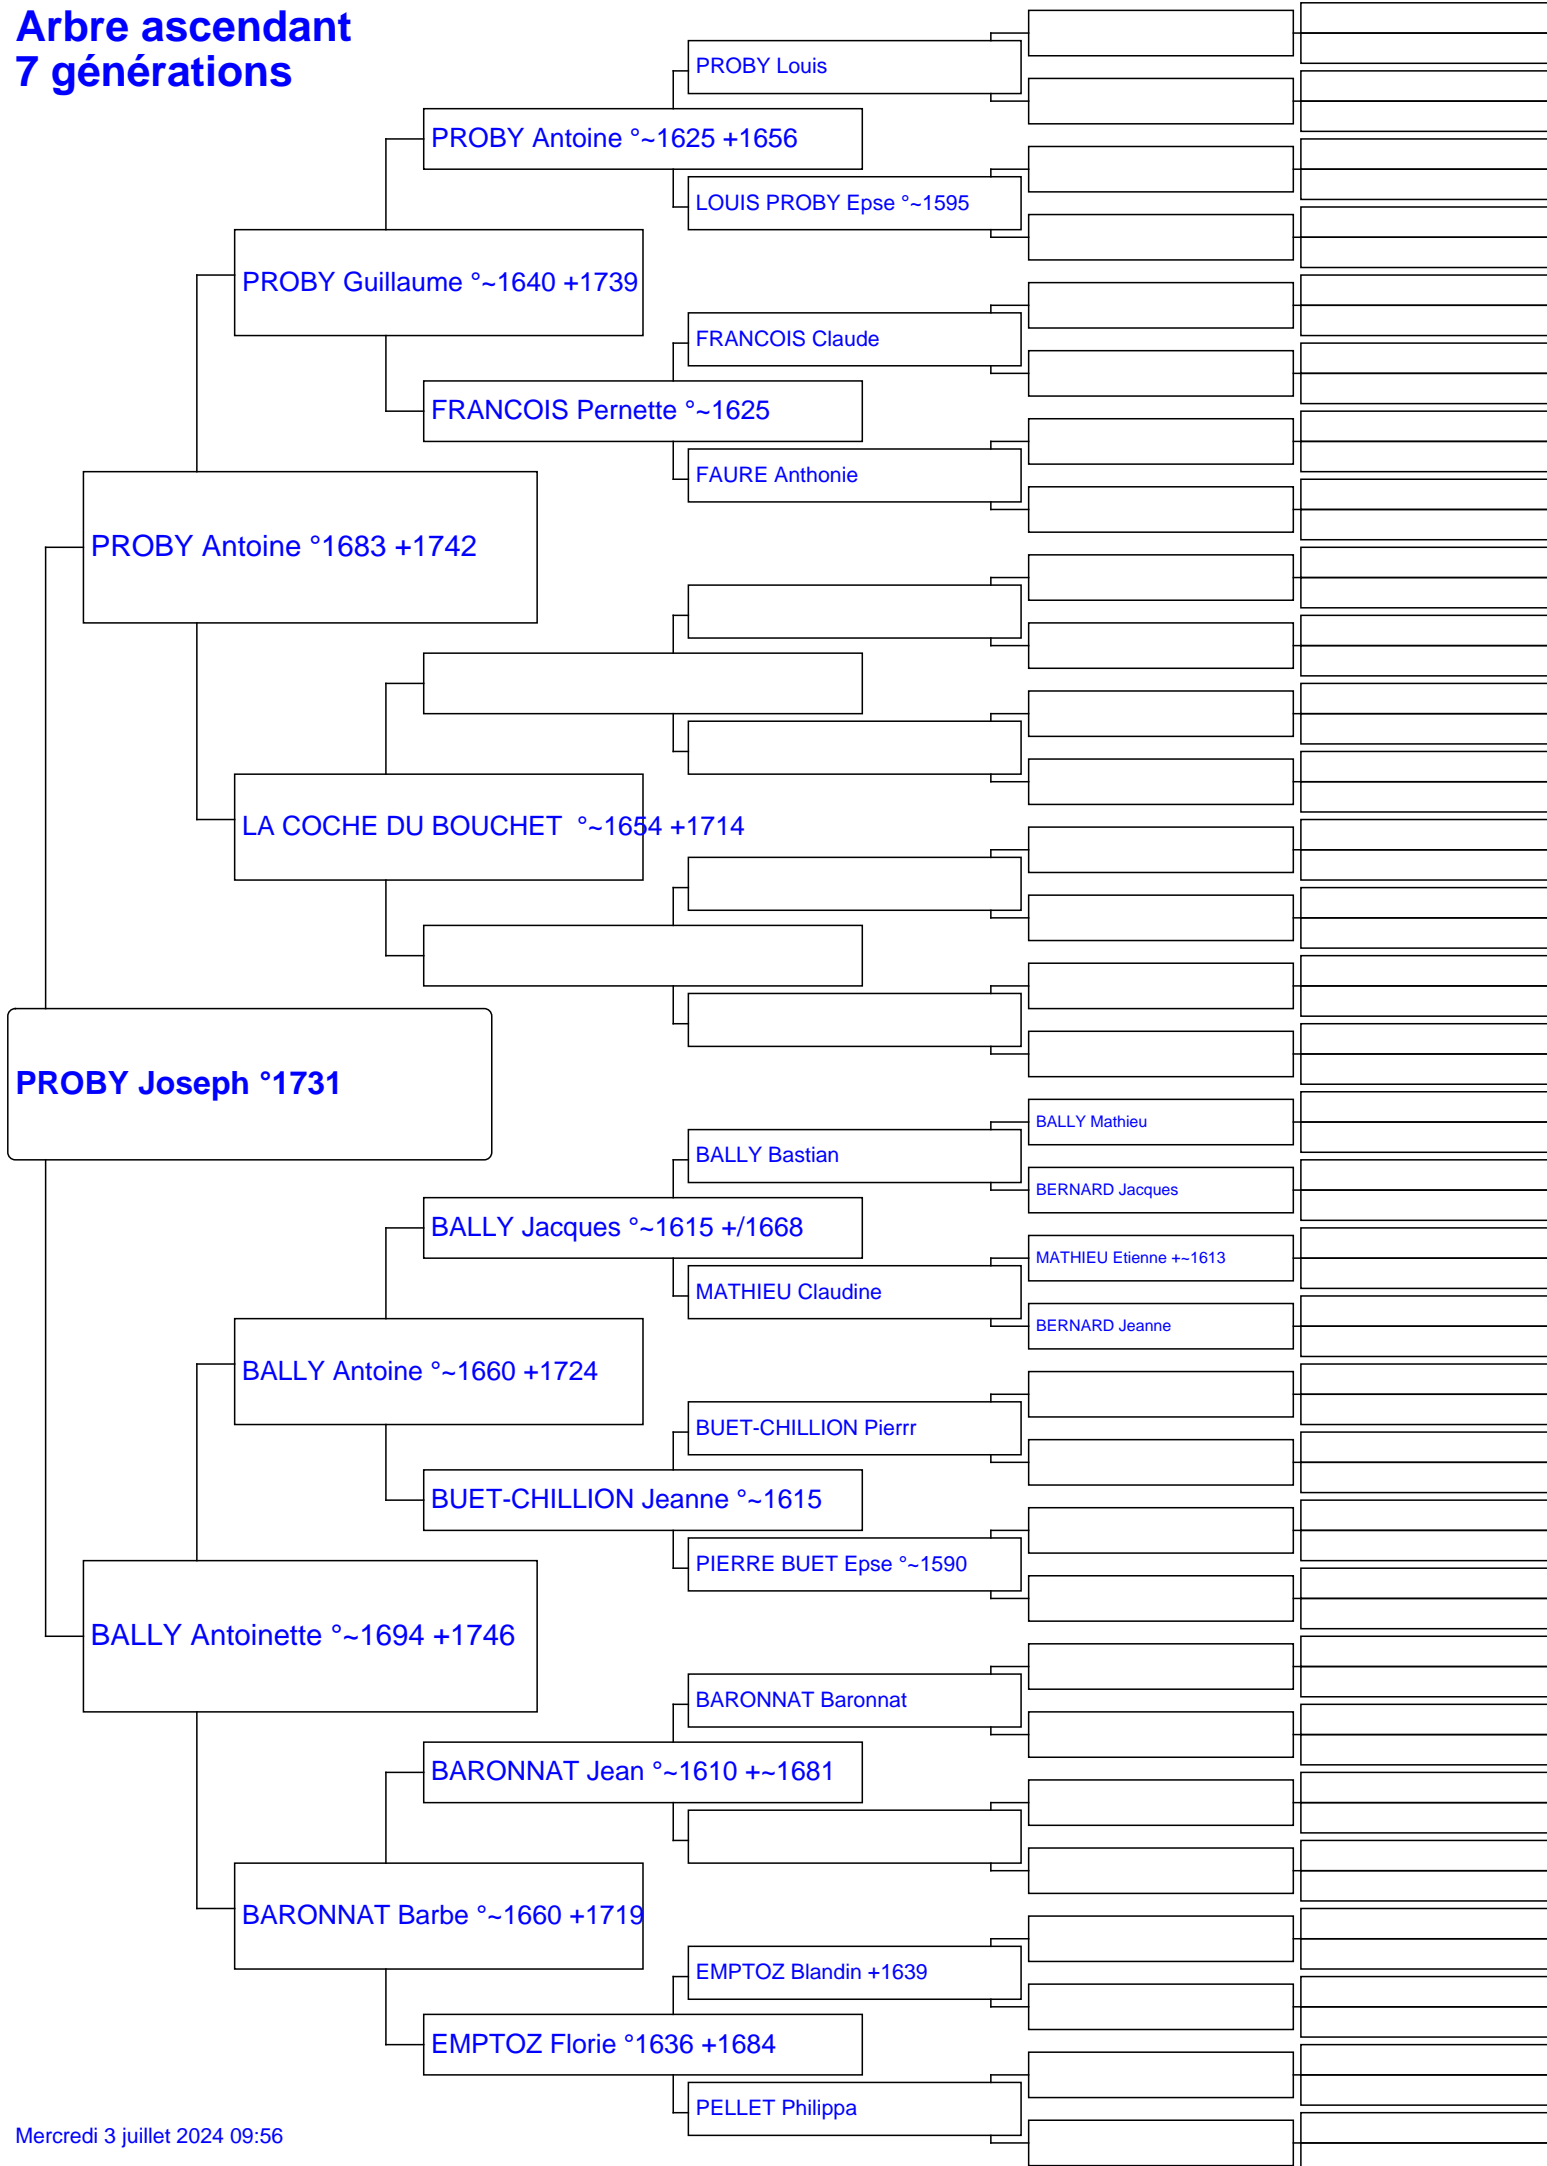 Arbre ascendant
7 générations
PROBY Louis
PROBY Antoine °~1625 +1656
LOUIS PROBY Epse °~1595
PROBY Guillaume °~1640 +1739
FRANCOIS Claude
FRANCOIS Pernette °~1625
FAURE Anthonie
PROBY Antoine °1683 +1742
LA COCHE DU BOUCHET  °~1654 +1714
PROBY Joseph °1731
BALLY Mathieu
BALLY Bastian
BERNARD Jacques
BALLY Jacques °~1615 +/1668
MATHIEU Etienne +~1613
MATHIEU Claudine
BERNARD Jeanne
BALLY Antoine °~1660 +1724
BUET-CHILLION Pierrr
BUET-CHILLION Jeanne °~1615
PIERRE BUET Epse °~1590
BALLY Antoinette °~1694 +1746
BARONNAT Baronnat
BARONNAT Jean °~1610 +~1681
BARONNAT Barbe °~1660 +1719
EMPTOZ Blandin +1639
EMPTOZ Florie °1636 +1684
PELLET Philippa
Mercredi 3 juillet 2024 09:56